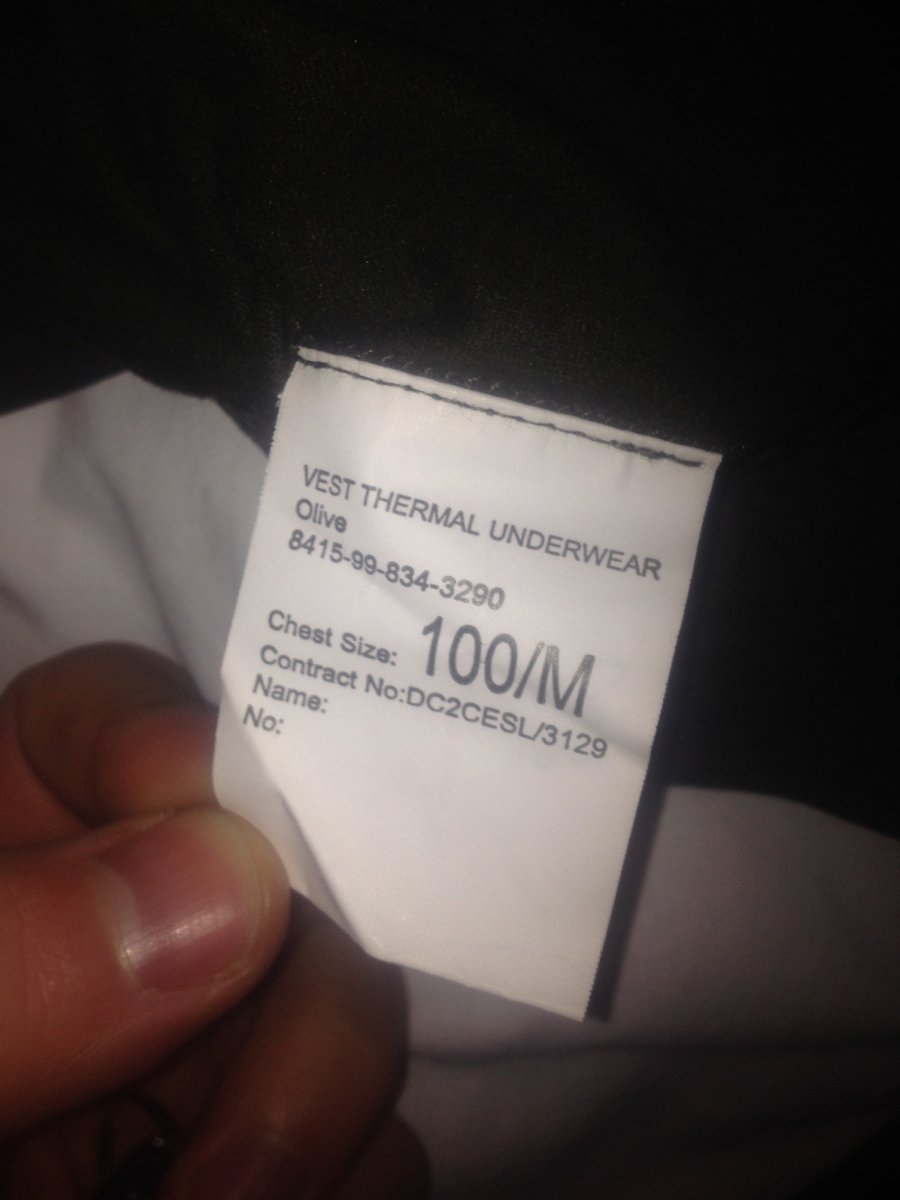 VEST THERMAL UNDERWEAR
Olive
8415-99-834-3290
Chest Size: 100/M
Contract No:DC2CESL/3129
Name:
No: